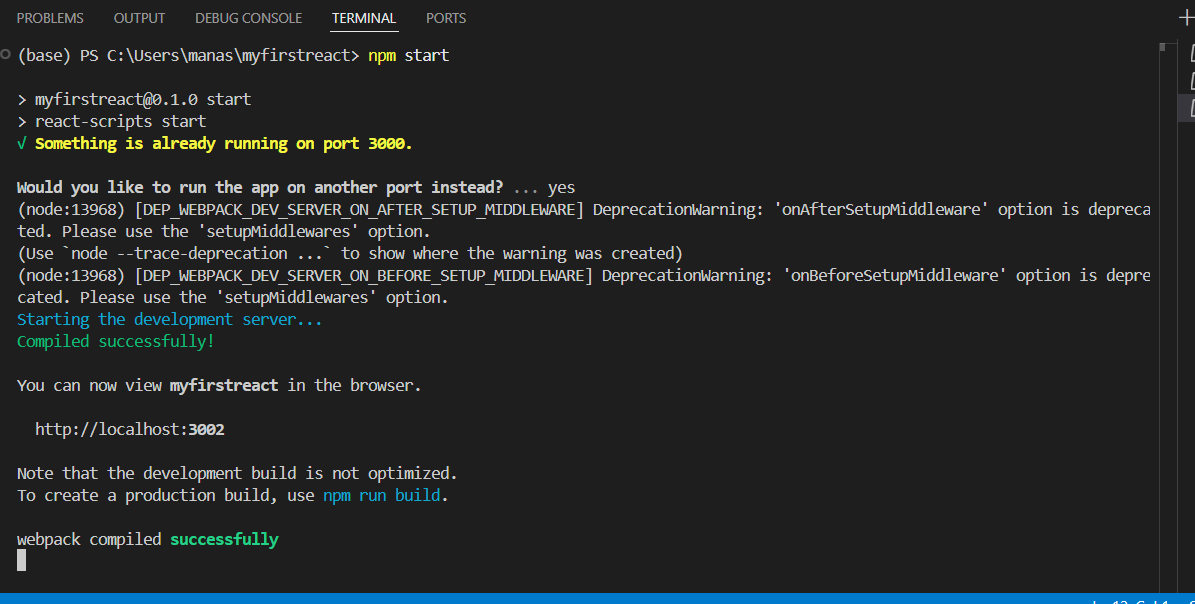 PROBLEMS OUTPUT DEBUG CONSOLE TERMINAL PORTS
(base) PS C:\Users\manas\myfirstreact> npm start
> myfirstreact@0.1.0 start
> react-scripts start
√ Something is already running on port 3000.
Would you like to run the app on another port instead? ... yes
(node:13968) [DEP_WEBPACK_DEV_SERVER_ON_AFTER_SETUP_MIDDLEWARE] DeprecationWarning: 'onAfterSetupMiddleware' option is depreca
ted. Please use the 'setupMiddlewares' option.
(Use `node --trace-deprecation ...` to show where the warning was created)
(node:13968) [DEP_WEBPACK_DEV_SERVER_ON_BEFORE_SETUP_MIDDLEWARE] DeprecationWarning: 'onBeforeSetupMiddleware' option is depre
cated. Please use the 'setupMiddlewares' option.
Starting the development server...
Compiled successfully!
You can now view myfirstreact in the browser.
http://localhost:3002
Note that the development build is not optimized.
To create a production build, use npm run build.
webpack compiled successfully